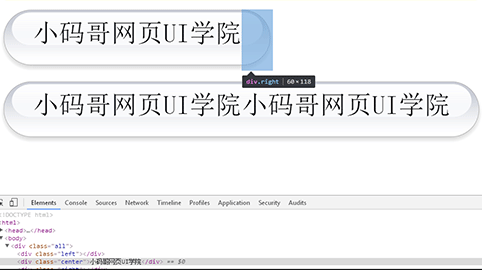 小码哥网页UI学院
div.right | 60×118
小码哥网页UI学院小码哥网页UI学院
Elements Console Sources Network Timeline Profiles Application Security Audits
<!DOCTYPE html>
<html>
<head>…</head>
<body>
<div class="all">
<div class="left"></div>
<div class="center">小码哥网页UI学院</div> == $0